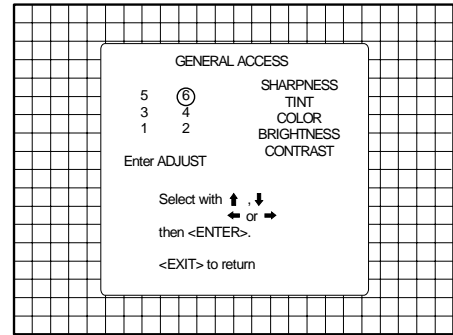 GENERAL ACCESS
5 6
3 4
1 2
SHARPNESS
TINT
COLOR
BRIGHTNESS
CONTRAST
Enter ADJUST
Select with ⬆ , ⬇
⬅ or ➡
then <ENTER>.
<EXIT> to return